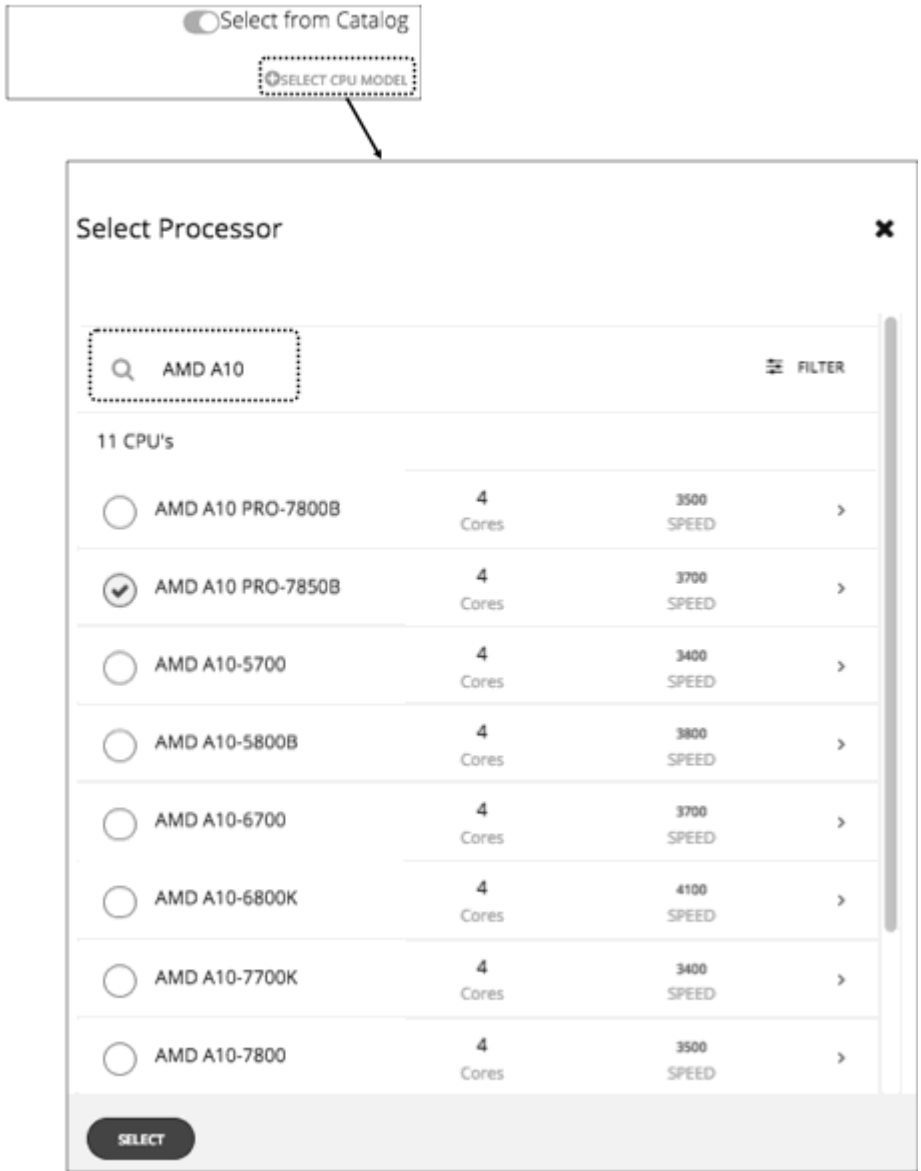 Select from Catalog
SELECT CPU MODEL
Select Processor
AMD A10
FILTER
11 CPU's
AMD A10 PRO-7800B 4 3500
Cores SPEED
AMD A10 PRO-7850B 4 3700
Cores SPEED
AMD A10-5700 4 3400
Cores SPEED
AMD A10-5800B 4 3800
Cores SPEED
AMD A10-6700 4 3700
Cores SPEED
AMD A10-6800K 4 4100
Cores SPEED
AMD A10-7700K 4 3400
Cores SPEED
AMD A10-7800 4 3500
Cores SPEED
SELECT